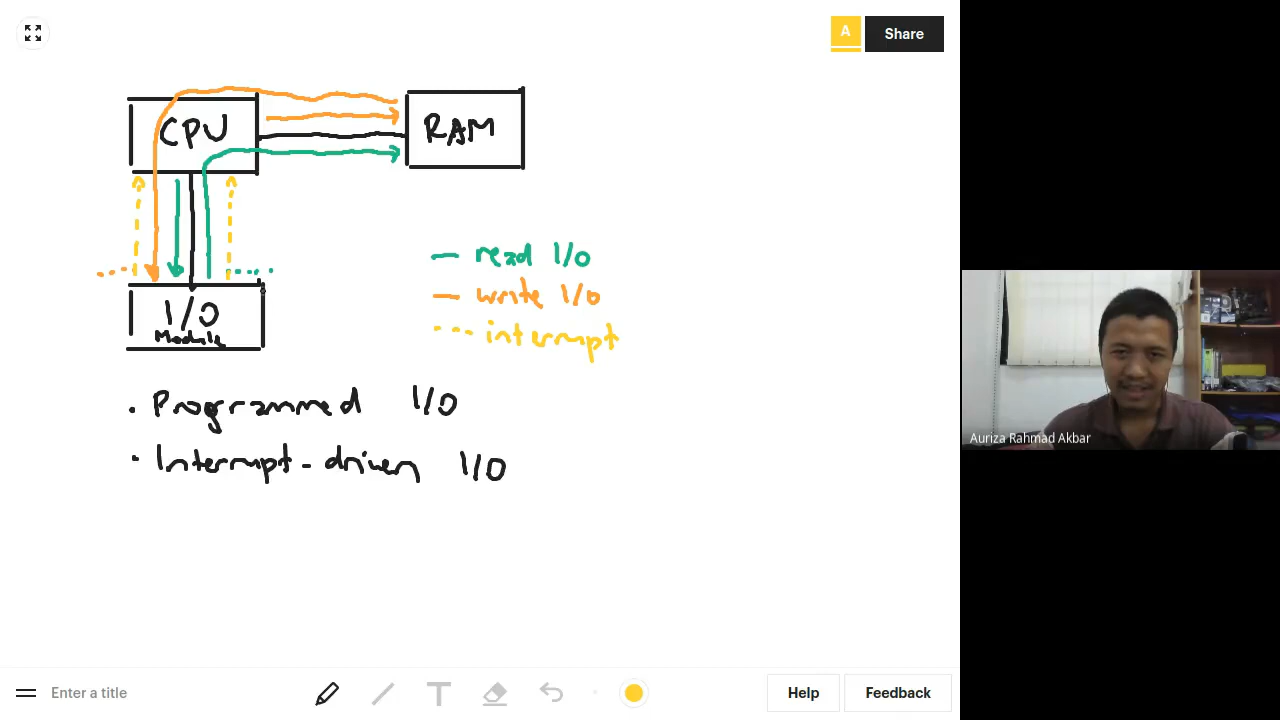 A
Share
CPU
RAM
read I/O
write I/O
interrupt
I/O
Module
• Programmed I/O
• Interrupt-driven I/O
Auriza Rahmad Akbar
Enter a title
T
Help
Feedback